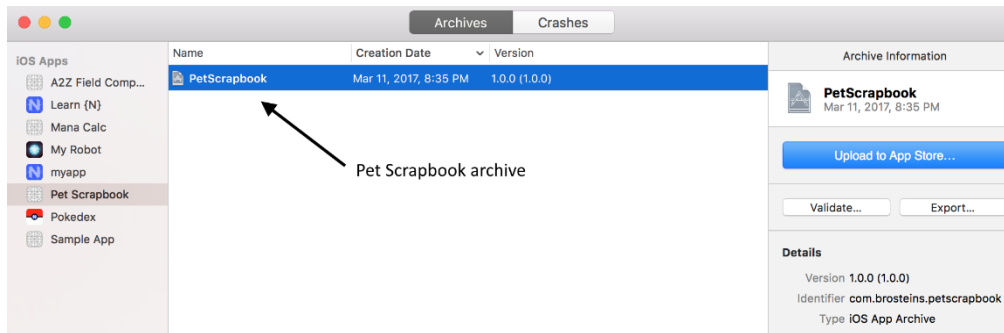 Archives Crashes
iOS Apps
A2Z Field Comp...
Learn {N}
Mana Calc
My Robot
myapp
Pet Scrapbook
Pokedex
Sample App
Name Creation Date Version
PetScrapbook Mar 11, 2017, 8:35 PM 1.0.0 (1.0.0)
Pet Scrapbook archive
Archive Information
PetScrapbook
Mar 11, 2017, 8:35 PM
Upload to App Store...
Validate... Export...
Details
Version 1.0.0 (1.0.0)
Identifier com.brosteins.petscrapbook
Type iOS App Archive